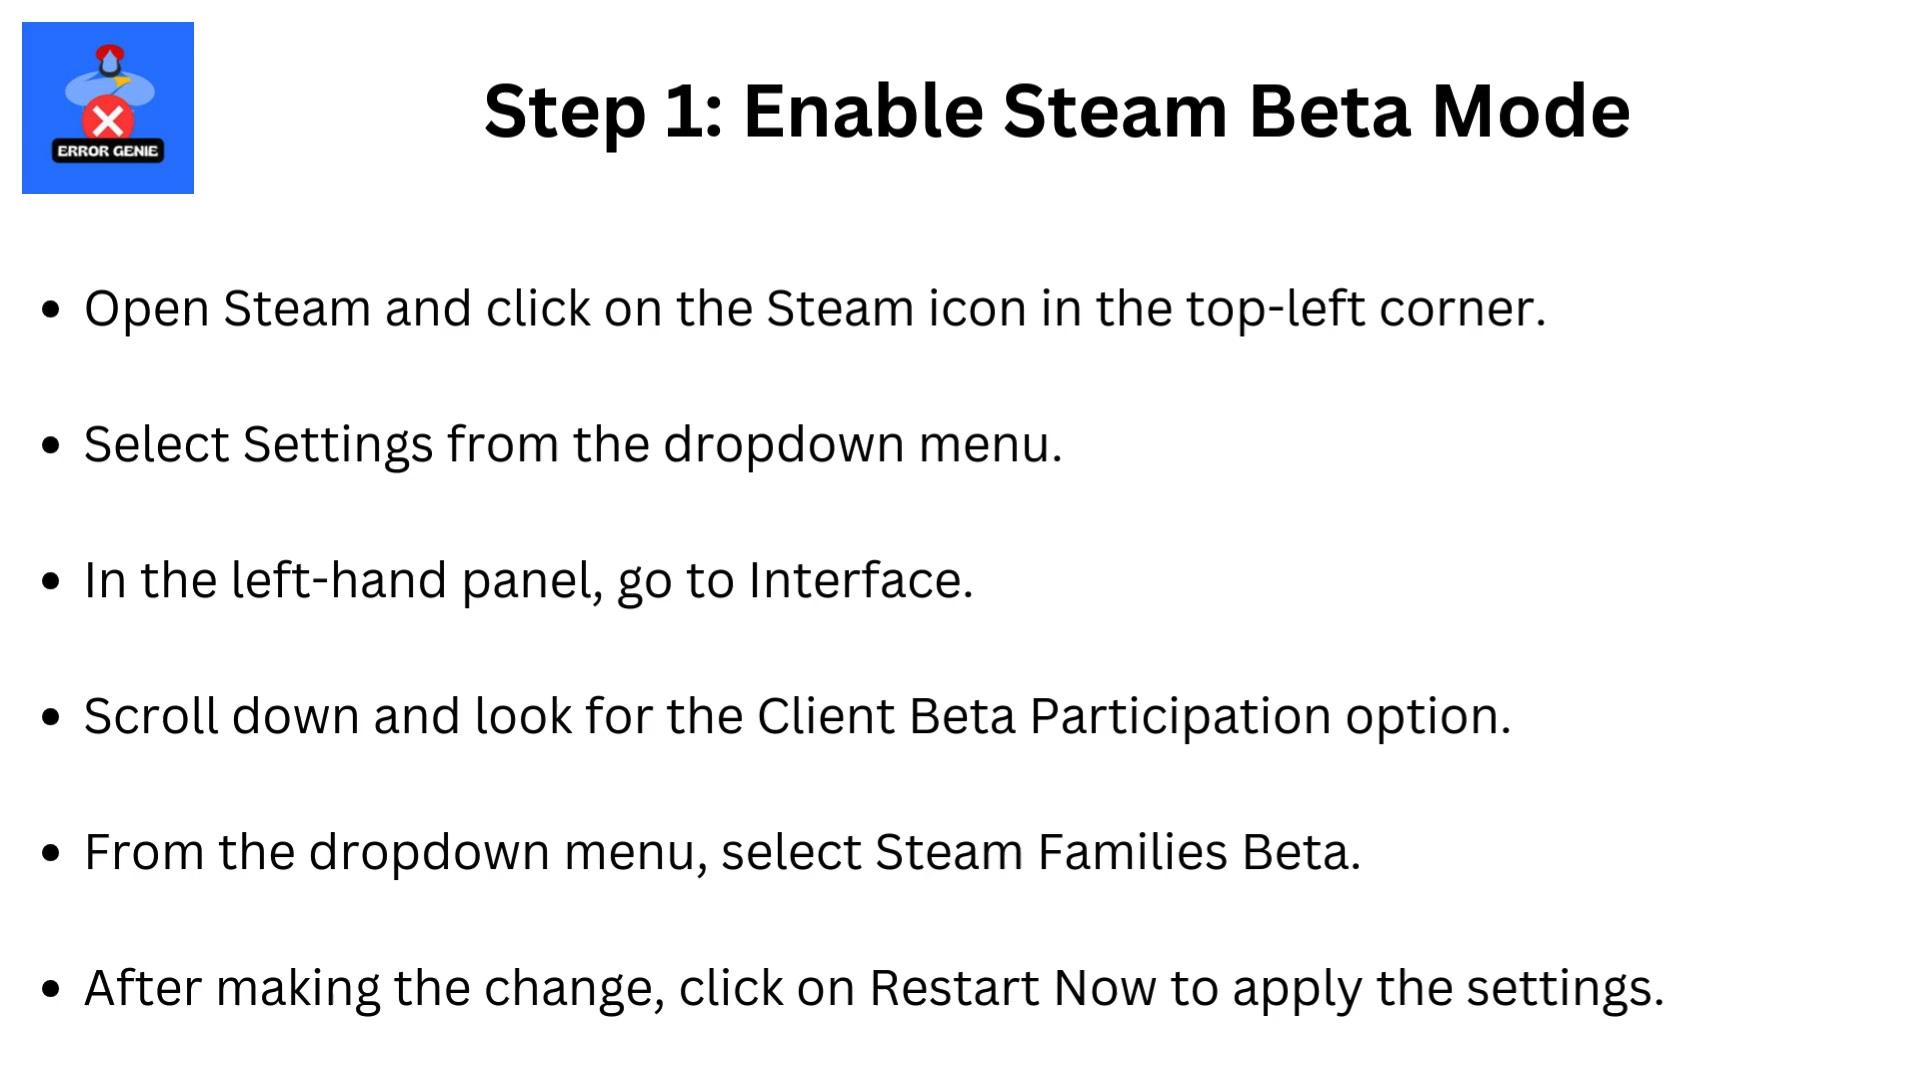 ERROR GENIE
Step 1: Enable Steam Beta Mode
• Open Steam and click on the Steam icon in the top-left corner.
• Select Settings from the dropdown menu.
• In the left-hand panel, go to Interface.
• Scroll down and look for the Client Beta Participation option.
• From the dropdown menu, select Steam Families Beta.
• After making the change, click on Restart Now to apply the settings.